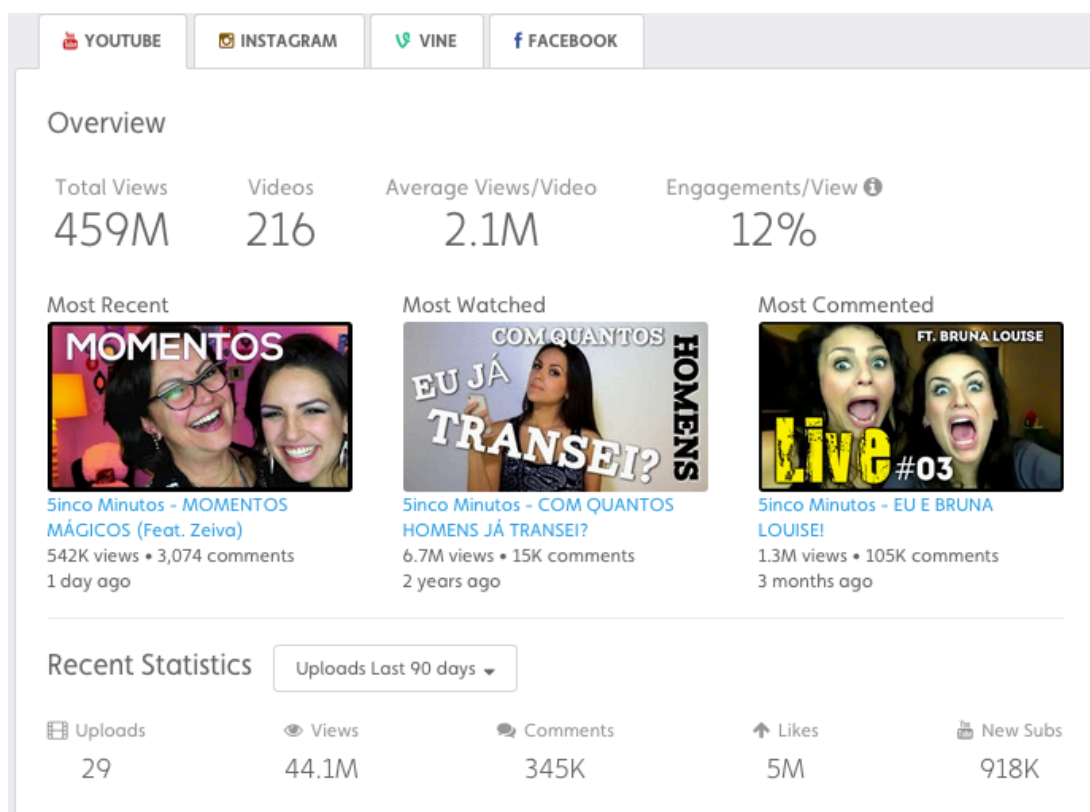 YOUTUBE INSTAGRAM VINE FACEBOOK
Overview
Total Views Videos Average Views/Video Engagements/View
459M 216 2.1M 12%
Most Recent Most Watched Most Commented
MOMENTOS
COM QUANTOS
HOMENS
EU JÁ
TRANSEI?
FT. BRUNA LOUISE
Live #03
5inco Minutos - MOMENTOS
MÁGICOS (Feat. Zeiva)
542K views • 3,074 comments
1 day ago
5inco Minutos - COM QUANTOS
HOMENS JÁ TRANSEI?
6.7M views • 15K comments
2 years ago
5inco Minutos - EU E BRUNA
LOUISE!
1.3M views • 105K comments
3 months ago
Recent Statistics Uploads Last 90 days
Uploads Views Comments Likes New Subs
29 44.1M 345K 5M 918K